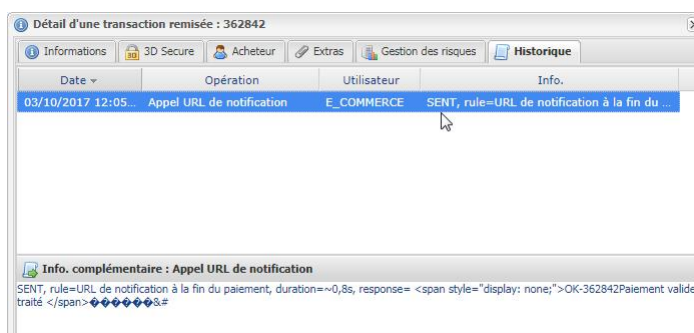 Détail d'une transaction remisée : 362842
Informations 3D Secure Acheteur Extras Gestion des risques Historique
Date Opération Utilisateur Info.
03/10/2017 12:05... Appel URL de notification E_COMMERCE SENT, rule=URL de notification à la fin du ...
Info. complémentaire : Appel URL de notification
SENT, rule=URL de notification à la fin du paiement, duration=~0,8s, response= <span style="display: none;">OK-362842Paiement valide
traité </span>������&#